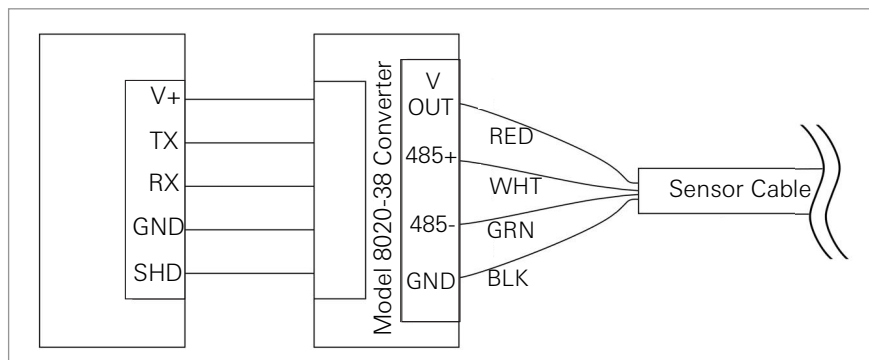 V+
TX
RX
GND
SHD
Model 8020-38 Converter
V
OUT
485+
485-
GND
RED
WHT
GRN
BLK
Sensor Cable